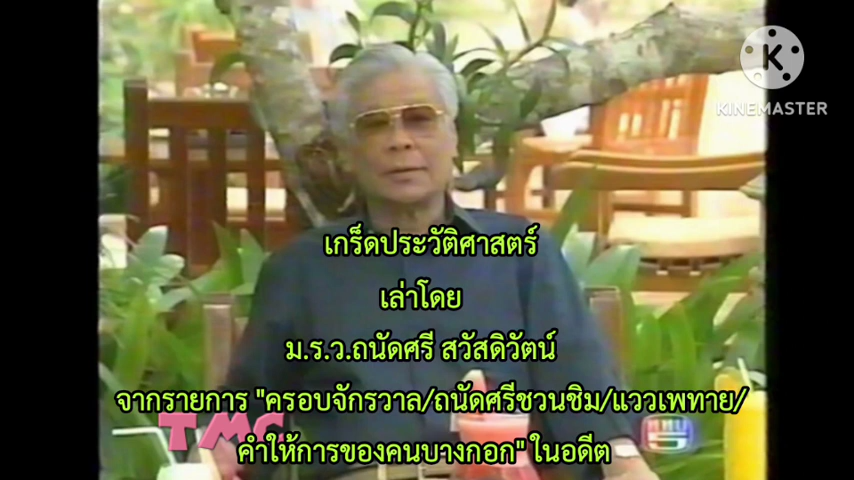 KINEMASTER
เกร็ดประวัติศาสตร์
เล่าโดย
ม.ร.ว.ถนัดศรี สวัสดิวัตน์
จากรายการ "ครอบจักรวาล/ถนัดศรีชวนชิม/แววเพทาย/
คำให้การของคนบางกอก" ในอดีต
TMC
5